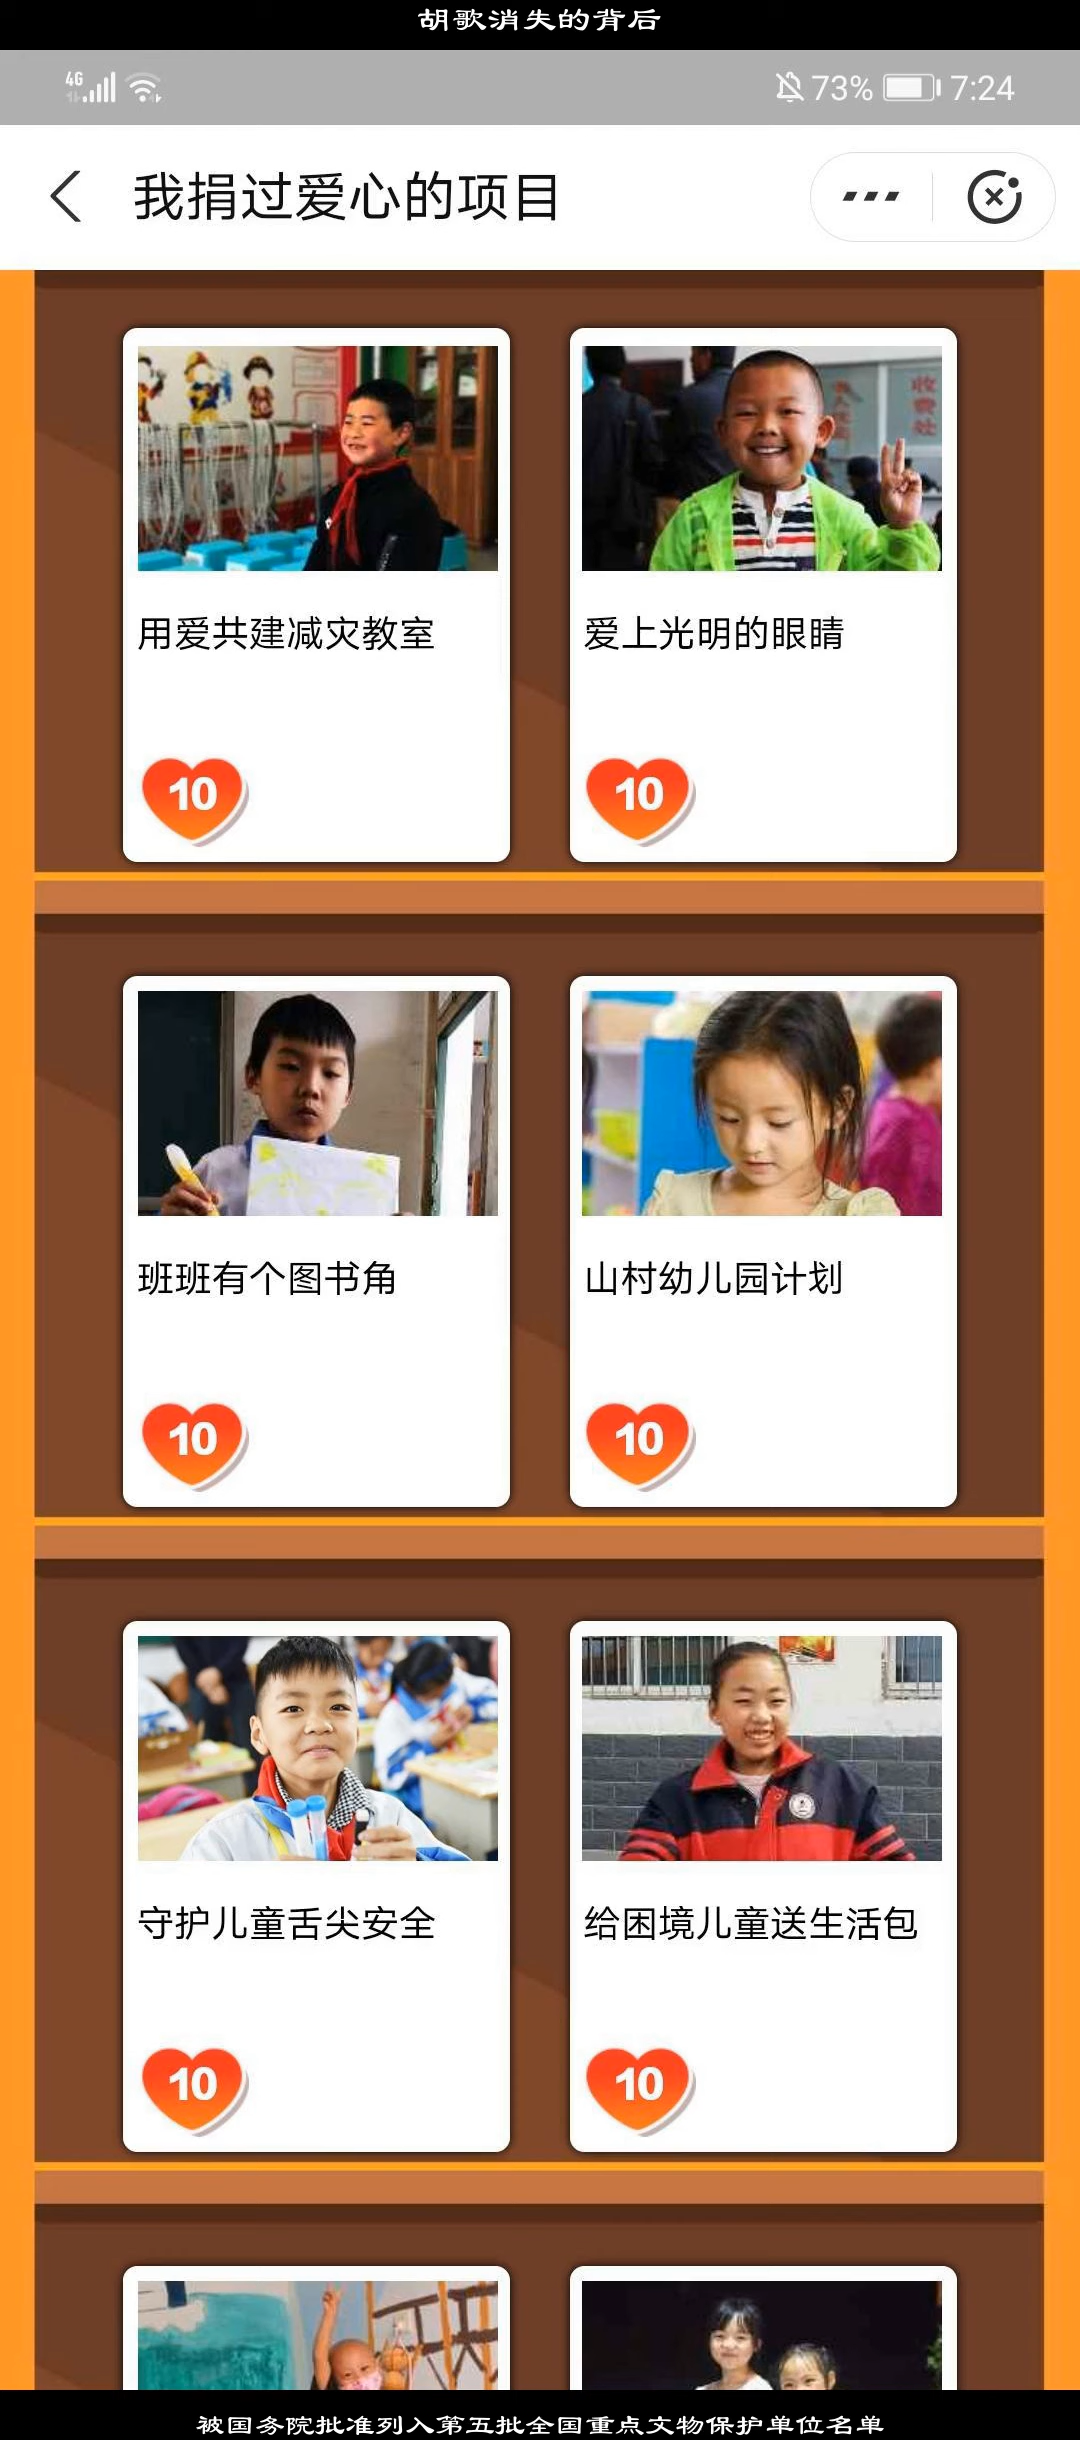 胡歌消失的背后
4G 73% 7:24
我捐过爱心的项目
用爱共建减灾教室
爱上光明的眼睛
10
10
班班有个图书角
山村幼儿园计划
10
10
守护儿童舌尖安全
给困境儿童送生活包
10
10
被国务院批准列入第五批全国重点文物保护单位名单